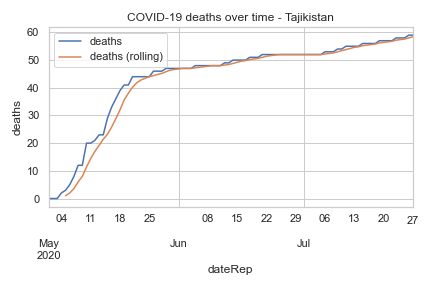 COVID-19 deaths over time - Tajikistan
deaths
deaths (rolling)
60
50
40
30
20
10
0
deaths
04 11 18 25 08 15 22 29 06 13 20 27
May Jun Jul
2020
dateRep